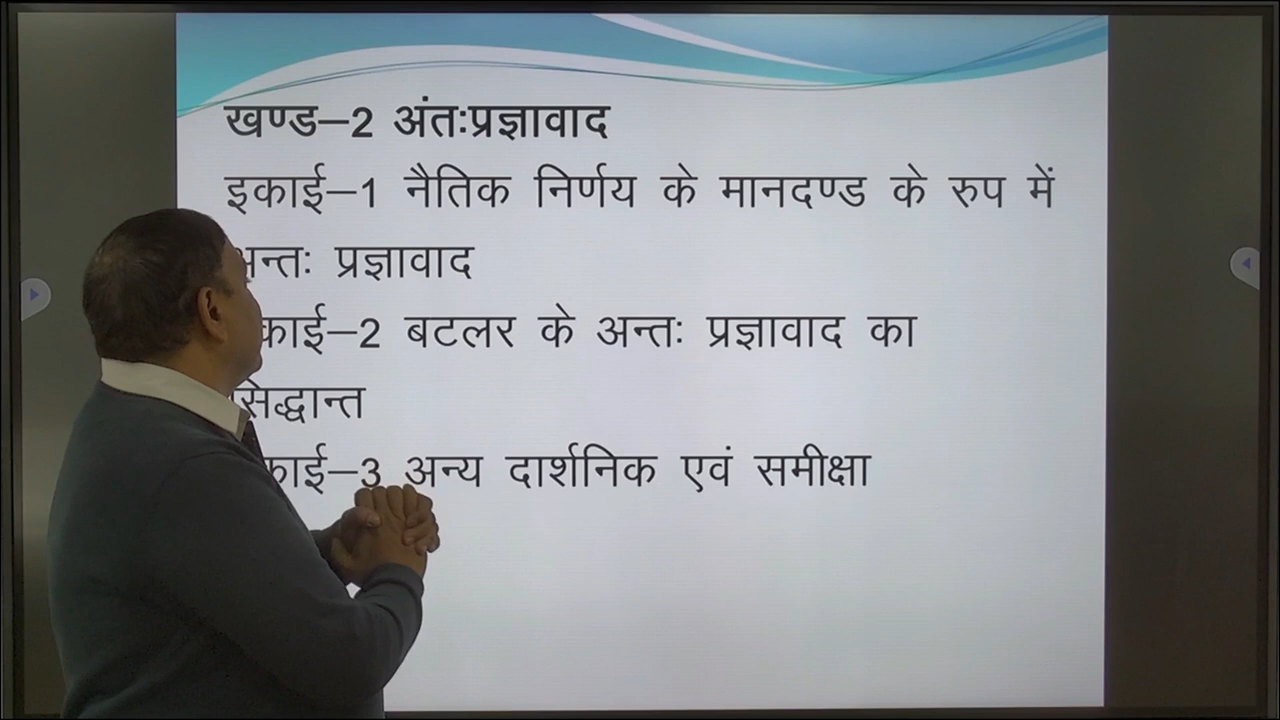 खण्ड–2 अंतःप्रज्ञावाद
इकाई–1 नैतिक निर्णय के मानदण्ड के रुप में
अन्तः प्रज्ञावाद
काई–2 बटलर के अन्तः प्रज्ञावाद का
सिद्धान्त
काई–3 अन्य दार्शनिक एवं समीक्षा